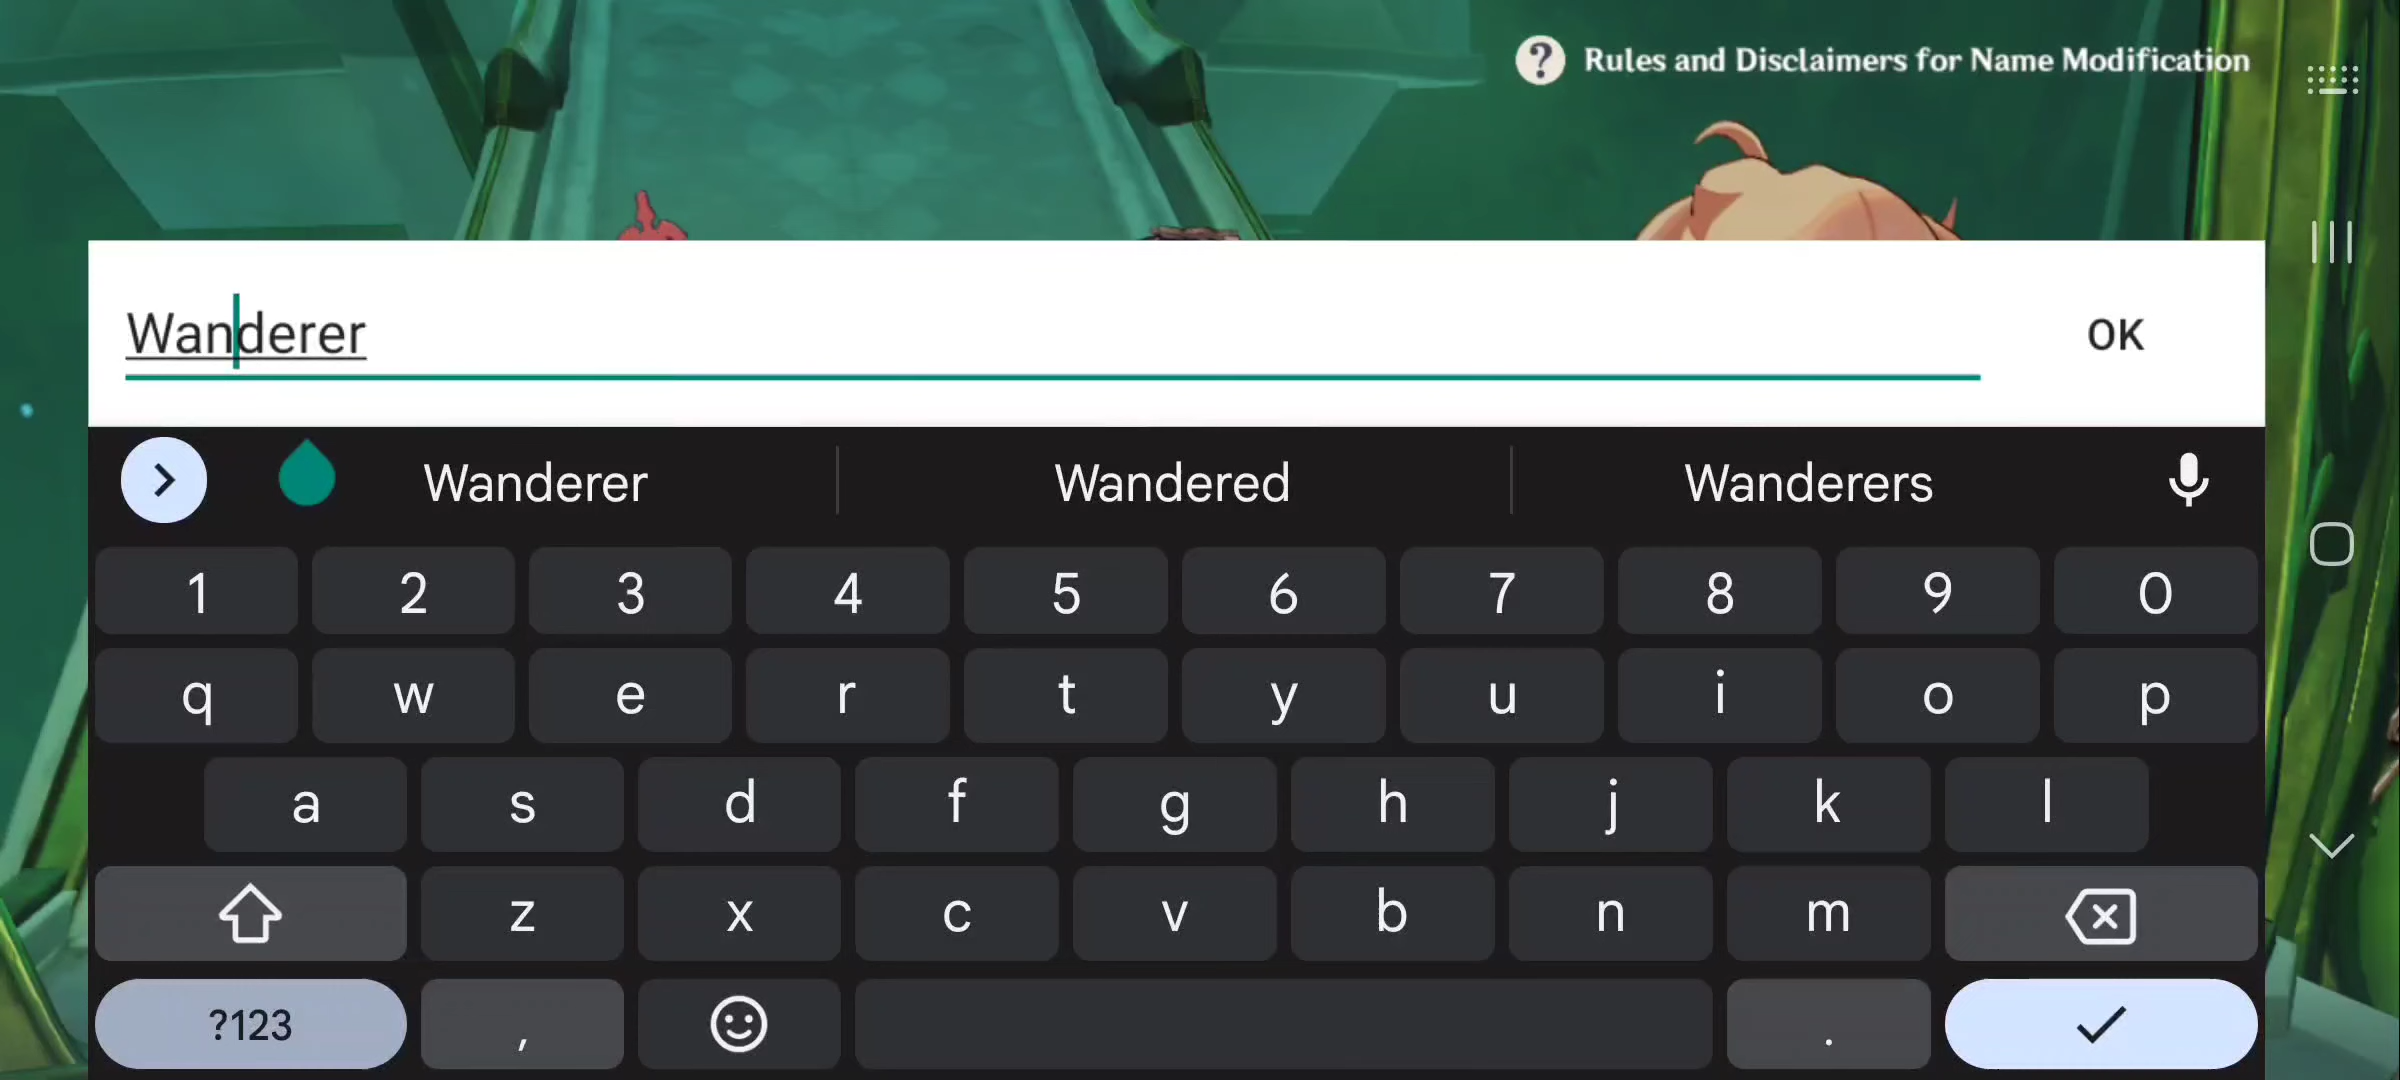 ? Rules and Disclaimers for Name Modification
Wanderer
OK
Wanderer Wandered Wanderers
1 2 3 4 5 6 7 8 9 0
q w e r t y u i o p
a s d f g h j k l
z x c v b n m
?123 , .